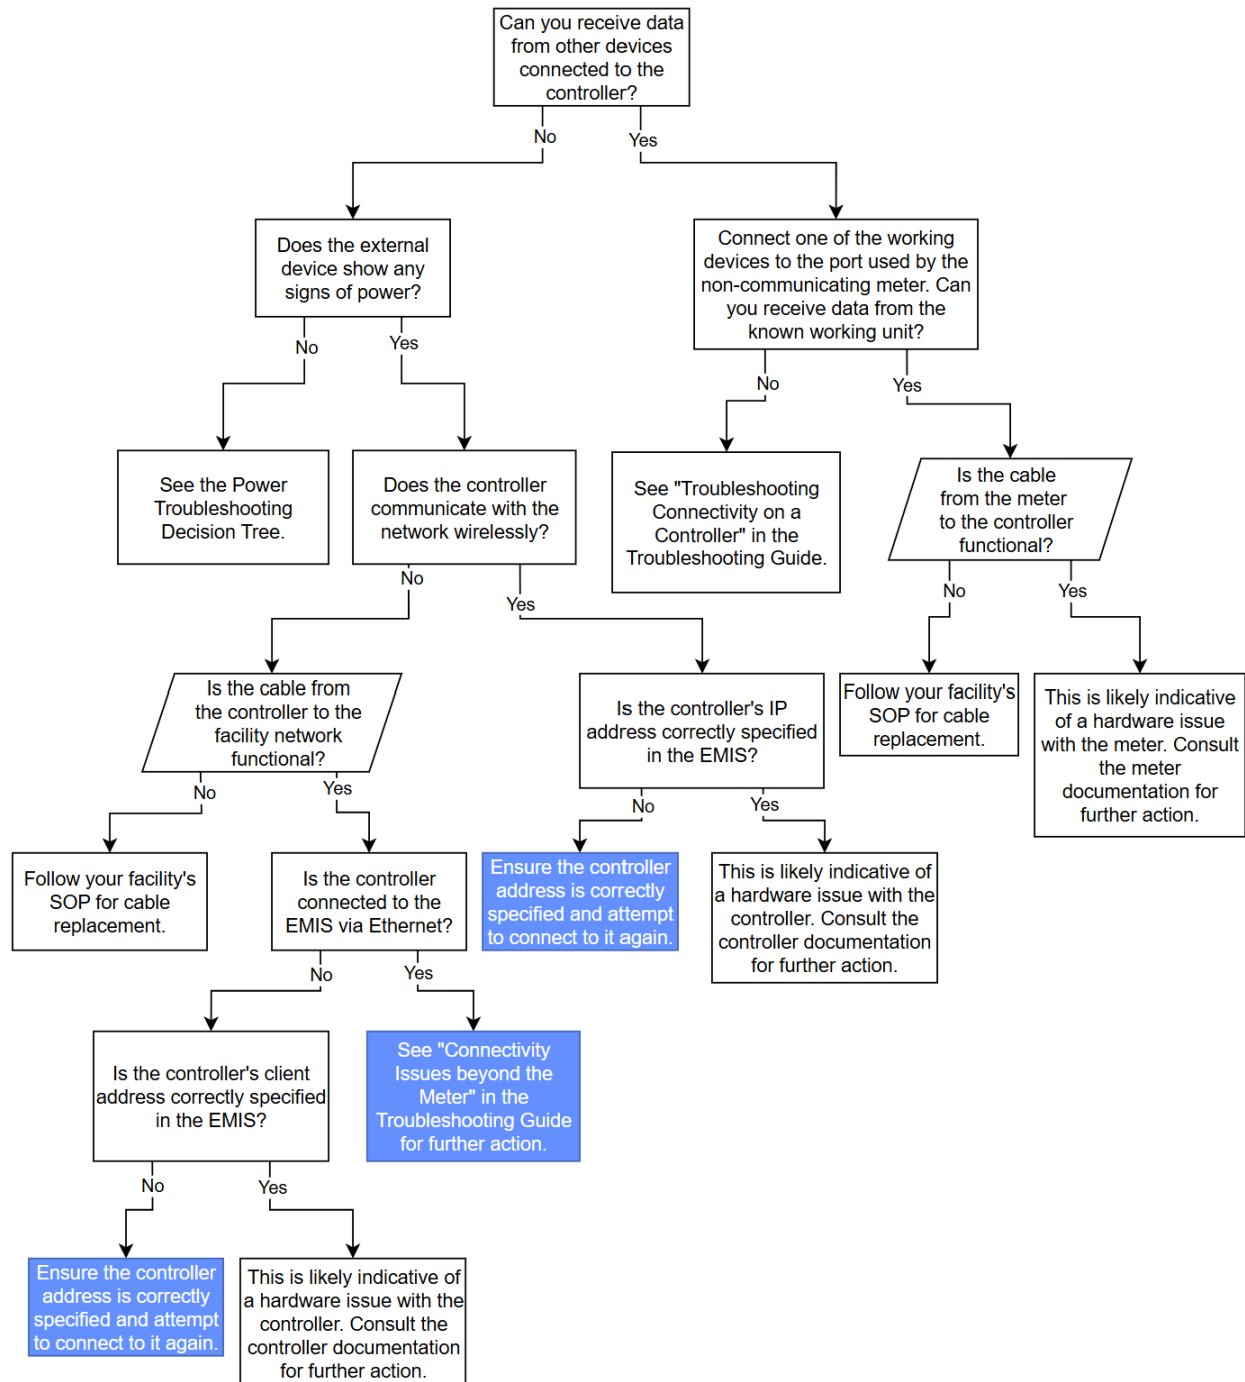 Can you receive data
from other devices
connected to the
controller?
No
Yes
Does the external
device show any
signs of power?
Connect one of the working
devices to the port used by the
non-communicating meter. Can
you receive data from the
known working unit?
No
Yes
No
Yes
See the Power
Troubleshooting
Decision Tree.
Does the controller
communicate with the
network wirelessly?
See "Troubleshooting
Connectivity on a
Controller" in the
Troubleshooting Guide.
Is the cable
from the meter
to the controller
functional?
No
Yes
No
Yes
Is the cable from
the controller to the
facility network
functional?
Is the controller's IP
address correctly specified
in the EMIS?
Follow your facility's
SOP for cable
replacement.
This is likely indicative
of a hardware issue
with the meter. Consult
the meter
documentation for
further action.
No
Yes
No
Yes
Follow your facility's
SOP for cable
replacement.
Is the controller
connected to the
EMIS via Ethernet?
Ensure the controller
address is correctly
specified and attempt
to connect to it again.
This is likely indicative of
a hardware issue with the
controller. Consult the
controller documentation
for further action.
No
Yes
Is the controller's client
address correctly specified
in the EMIS?
See "Connectivity
Issues beyond the
Meter" in the
Troubleshooting Guide
for further action.
No
Yes
Ensure the controller
address is correctly
specified and attempt
to connect to it again.
This is likely indicative of
a hardware issue with the
controller. Consult the
controller documentation
for further action.